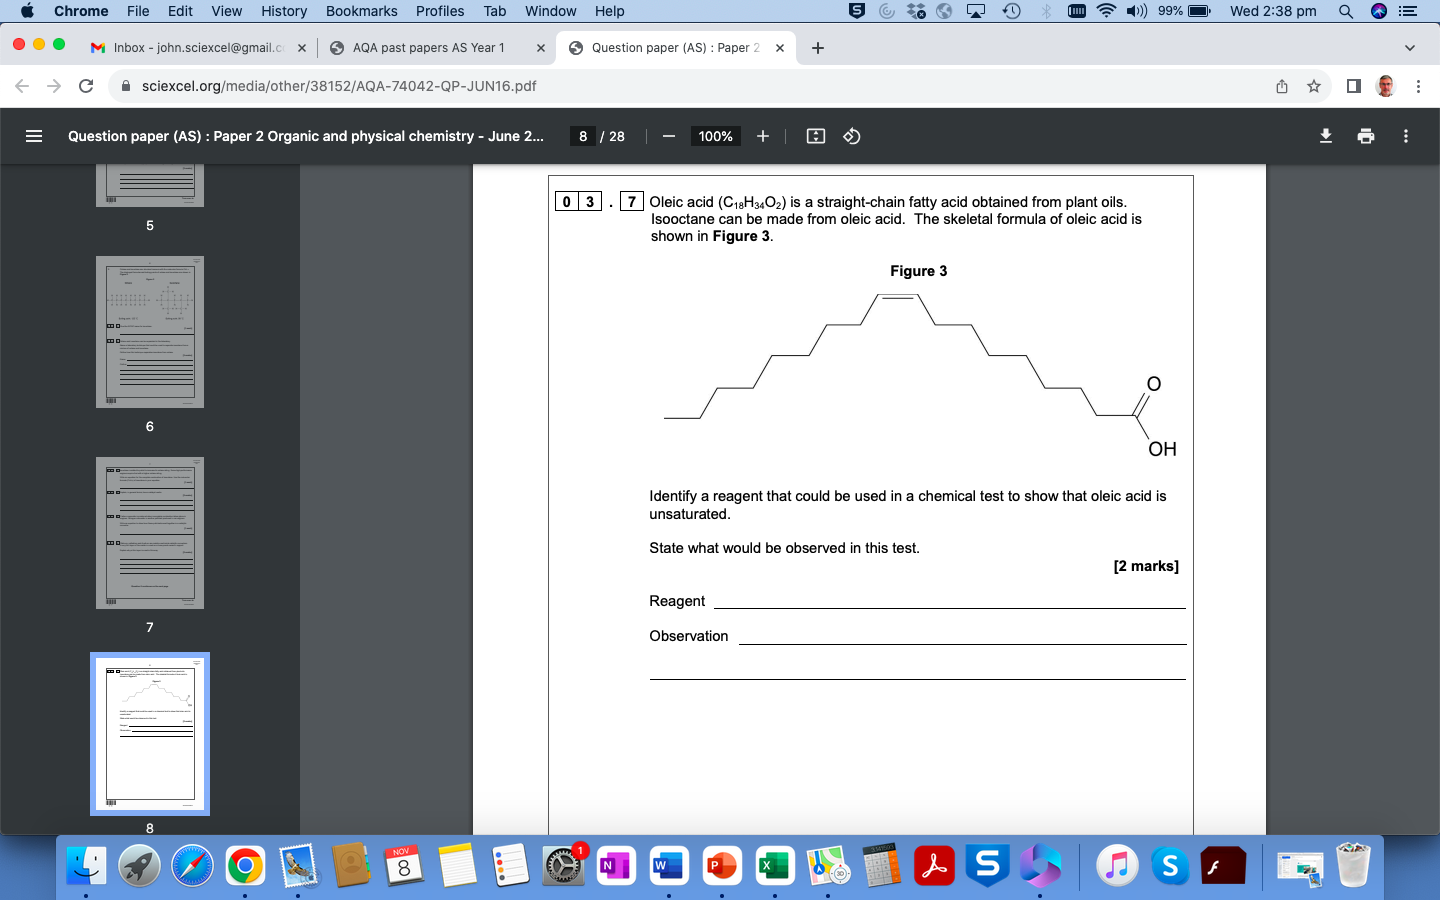 Chrome File Edit View History Bookmarks Profiles Tab Window Help 99% Wed 2:38 pm
Inbox - john.sciexcel@gmail.c AQA past papers AS Year 1 Question paper (AS) : Paper 2
sciexcel.org/media/other/38152/AQA-74042-QP-JUN16.pdf
Question paper (AS) : Paper 2 Organic and physical chemistry - June 2... 8 / 28 100%
5
6
7
8
0 3 . 7 Oleic acid (C₁₈H₃₄O₂) is a straight-chain fatty acid obtained from plant oils.
Isooctane can be made from oleic acid. The skeletal formula of oleic acid is
shown in Figure 3.
Figure 3
O
OH
Identify a reagent that could be used in a chemical test to show that oleic acid is
unsaturated.
State what would be observed in this test.
[2 marks]
Reagent
Observation
NOV
8
1
N
W
P
X
3D
S
S